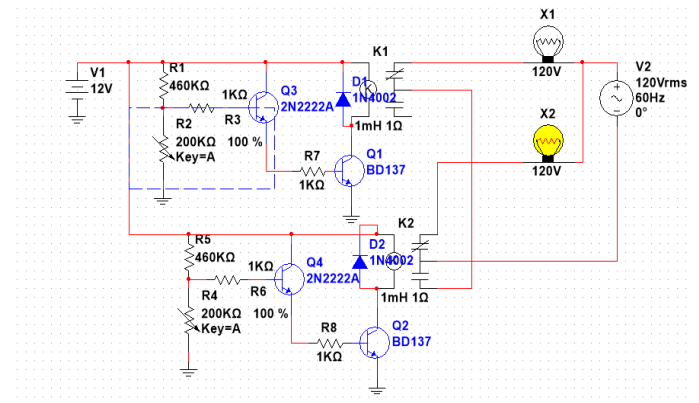 X1
120V
K1
V1
12V
R1
460KΩ
1KΩ
R3
Q3
2N2222A
100 %
R2
200KΩ
Key=A
D1
1N4002
1mH 1Ω
V2
120Vrms
60Hz
0°
X2
120V
R7
1KΩ
Q1
BD137
K2
R5
460KΩ
1KΩ
R6
Q4
2N2222A
100 %
R4
200KΩ
Key=A
D2
1N4002
1mH 1Ω
R8
1KΩ
Q2
BD137